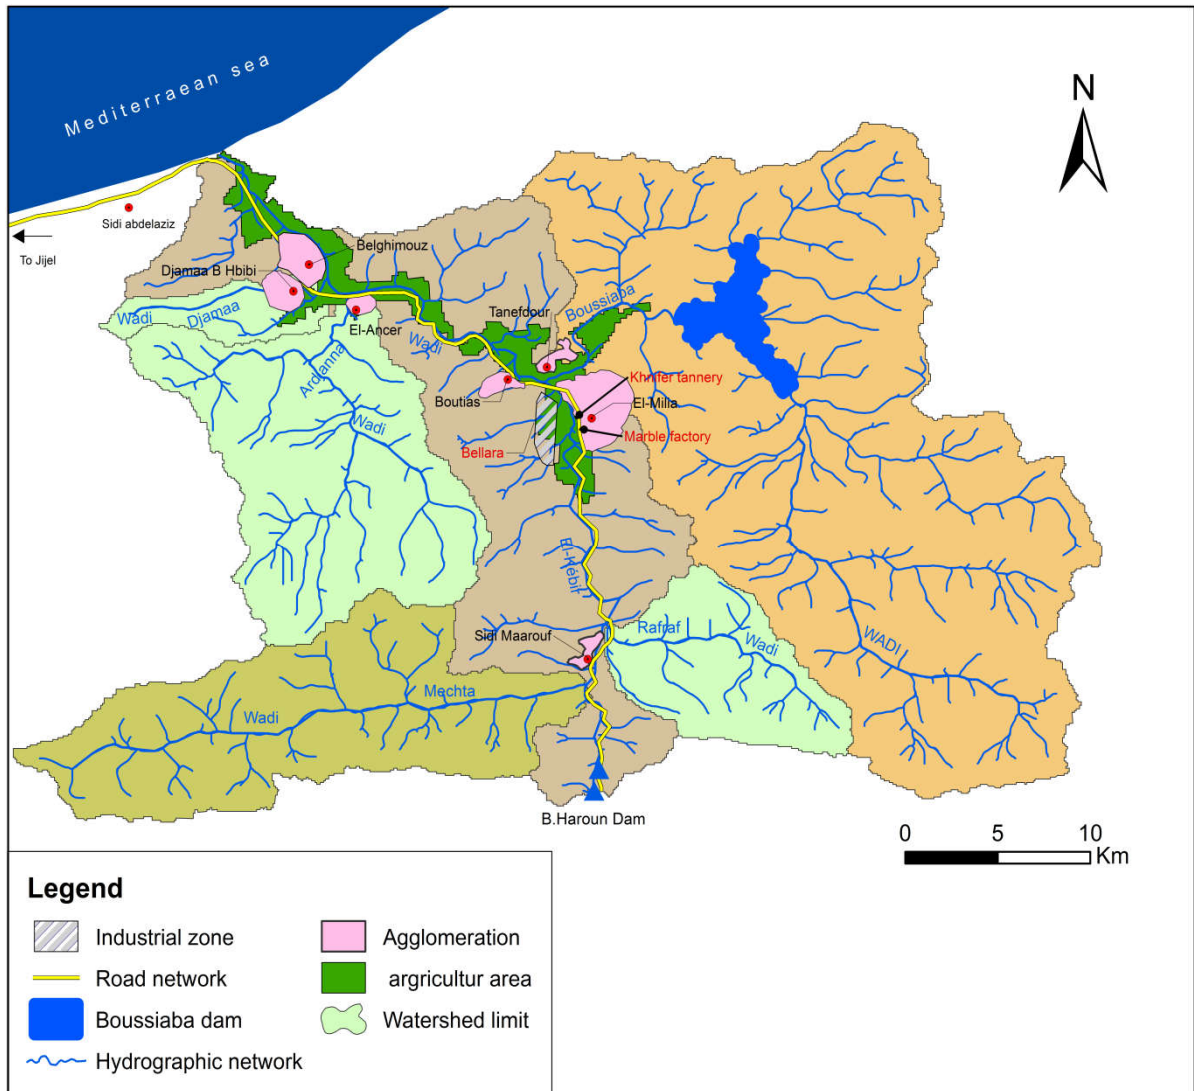 Mediterraean sea
N
Sidi abdelaziz
To Jijel
Belghimouz
Djamaa B Hbibi
Wadi
Djamaa
El-Ancer
Ardjanna
Wadi
Wadi
Tanefdour
Boussiaba
Boutias
Khnifer tannery
El-Milia
Marble factory
Bellara
El-Kébir
Sidi Maarouf
Rafraf
Wadi
WADI
Mechta
Wadi
B.Haroun Dam
0 5 10
Km
Legend
Industrial zone
Agglomeration
Road network
argricultur area
Boussiaba dam
Watershed limit
Hydrographic network